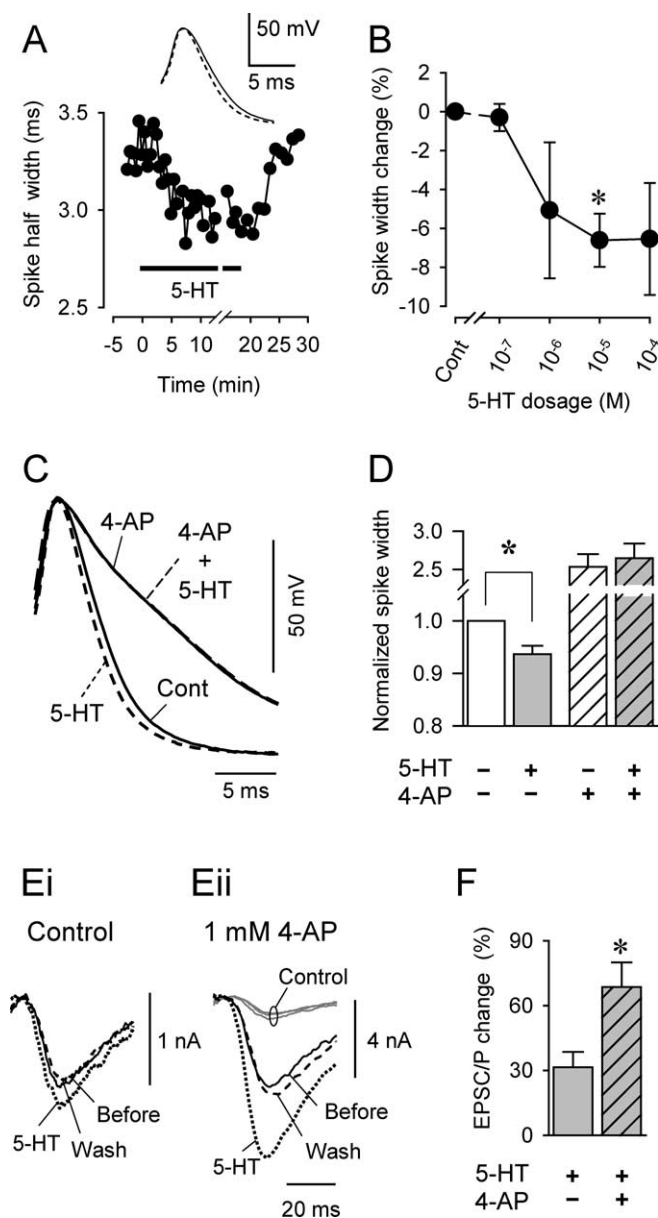 A
50 mV
5 ms
Spike half width (ms)
3.5
3.0
2.5
5-HT
-5 0 5 10 20 25 30
Time (min)
B
Spike width change (%)
2
0
-2
-4
-6
-8
-10
*
Cont 10-7 10-6 10-5 10-4
5-HT dosage (M)
C
4-AP
4-AP
+
5-HT
50 mV
Cont
5-HT
5 ms
D
Normalized spike width
3.0
2.5
1.0
0.9
0.8
*
5-HT - + - +
4-AP - - + +
Ei
Control
1 nA
Before
5-HT
Wash
Eii
1 mM 4-AP
Control
4 nA
Before
Wash
5-HT
20 ms
F
EPSC/P change (%)
90
60
30
0
*
5-HT + +
4-AP - +